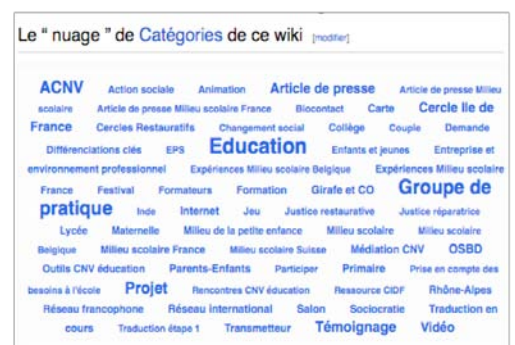 Le “ nuage ” de Catégories de ce wiki [modifier]
ACNV Action sociale Animation Article de presse Article de presse Milieu
scolaire Article de presse Milieu scolaire France Biocontact Carte Cercle Ile de
France Cercles Restauratifs Changement social Collège Couple Demande
Différenciations clés EPS Education Enfants et jeunes Entreprise et
environnement professionnel Expériences Milieu scolaire Belgique Expériences Milieu scolaire
France Festival Formateurs Formation Girafe et CO Groupe de
pratique Inde Internet Jeu Justice restaurative Justice réparatrice
Lycée Maternelle Milieu de la petite enfance Milieu scolaire Milieu scolaire
Belgique Milieu scolaire France Milieu scolaire Suisse Médiation CNV OSBD
Outils CNV éducation Parents-Enfants Participer Primaire Prise en compte des
besoins à l'école Projet Rencontres CNV éducation Ressource CIDF Rhône-Alpes
Réseau francophone Réseau international Salon Sociocratie Traduction en
cours Traduction étape 1 Transmetteur Témoignage Vidéo